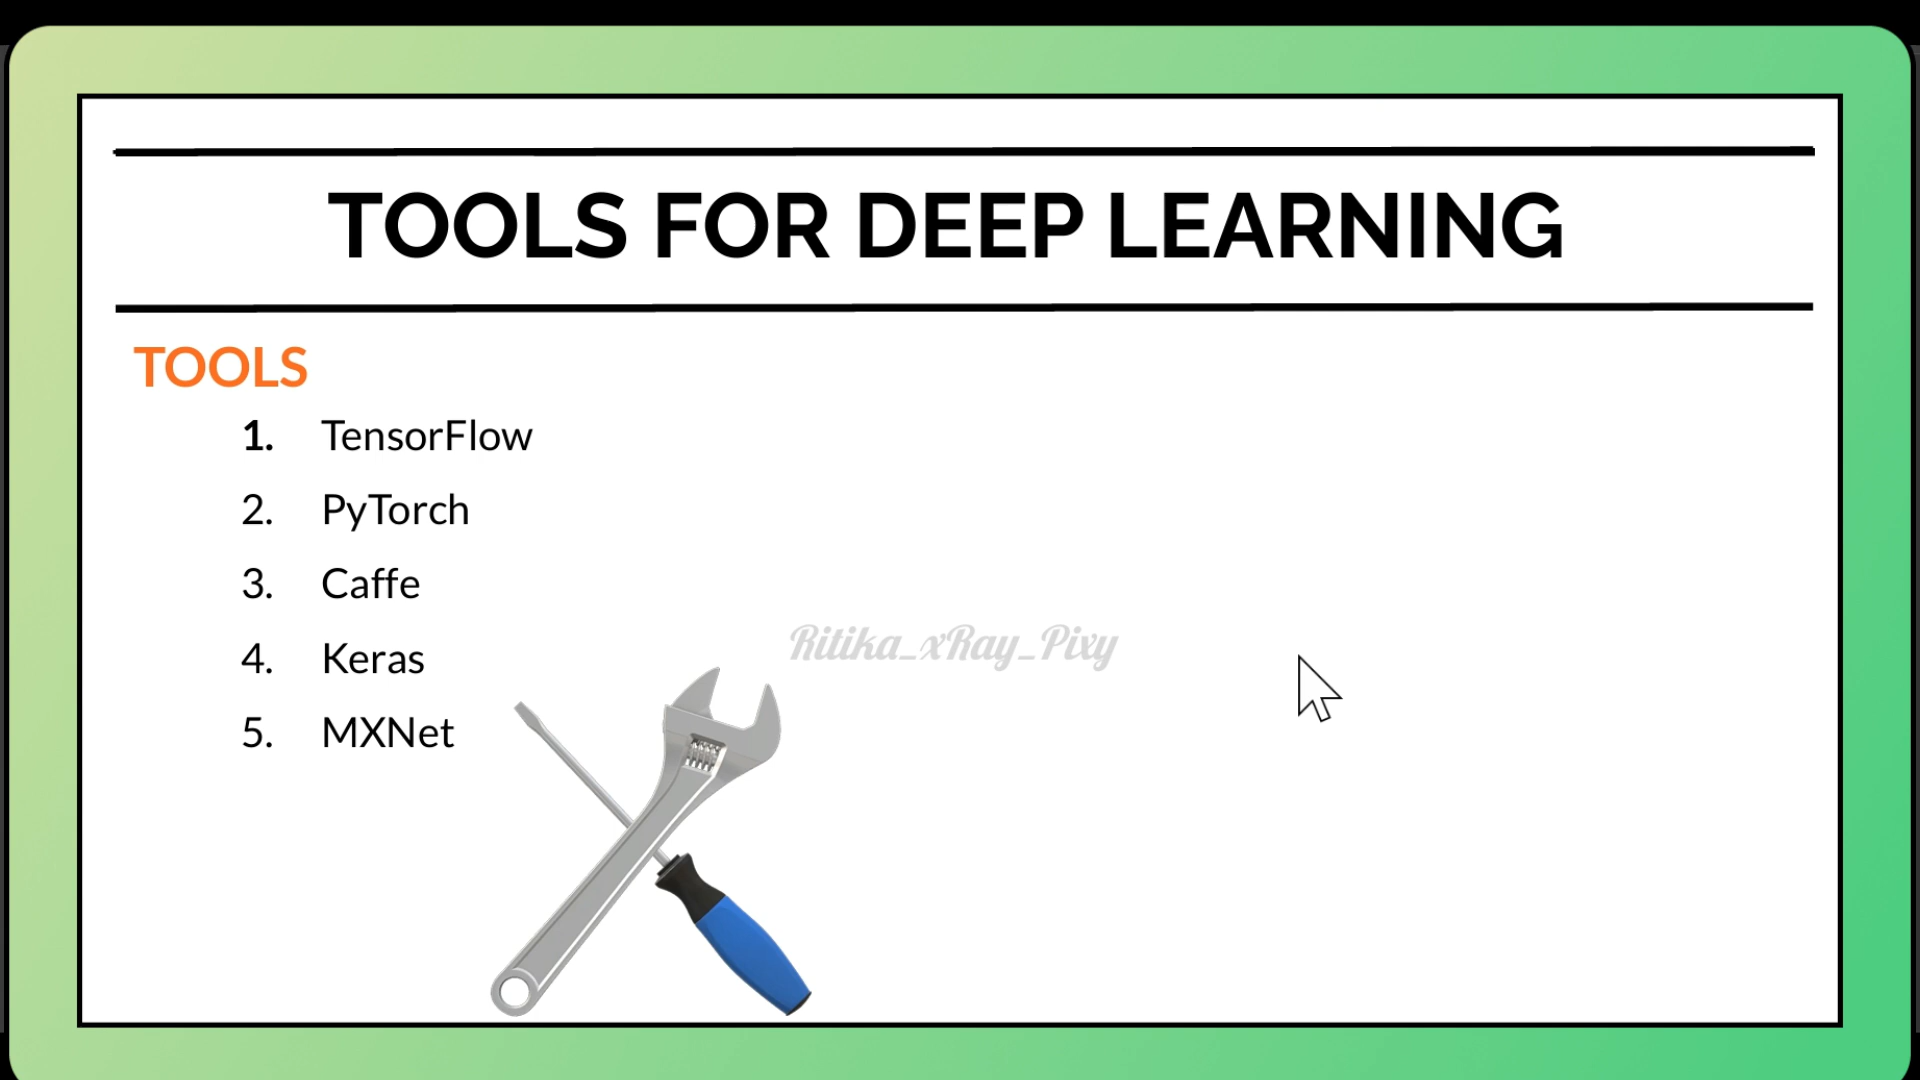 TOOLS FOR DEEP LEARNING
TOOLS
1. TensorFlow
2. PyTorch
3. Caffe
4. Keras
5. MXNet
Ritika_xRay_Pixy